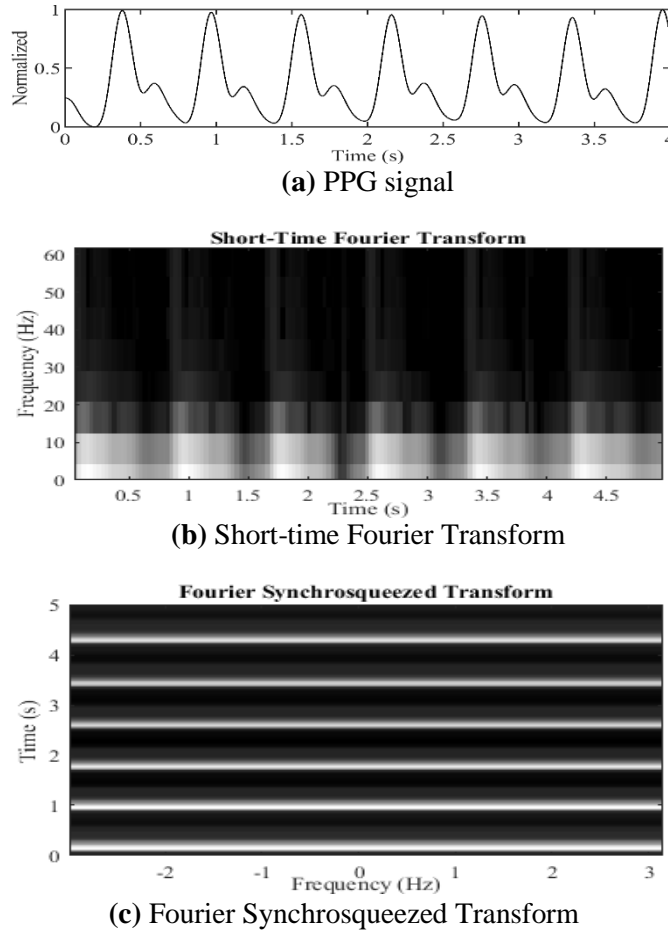 1
0.5
0
Normalized
0 0.5 1 1.5 2 2.5 3 3.5 4
Time (s)
(a) PPG signal
Short-Time Fourier Transform
60
50
40
30
20
10
0
Frequency (Hz)
0.5 1 1.5 2 2.5 3 3.5 4 4.5
Time (s)
(b) Short-time Fourier Transform
Fourier Synchrosqueezed Transform
5
4
3
2
1
0
Time (s)
-2 -1 0 1 2 3
Frequency (Hz)
(c) Fourier Synchrosqueezed Transform